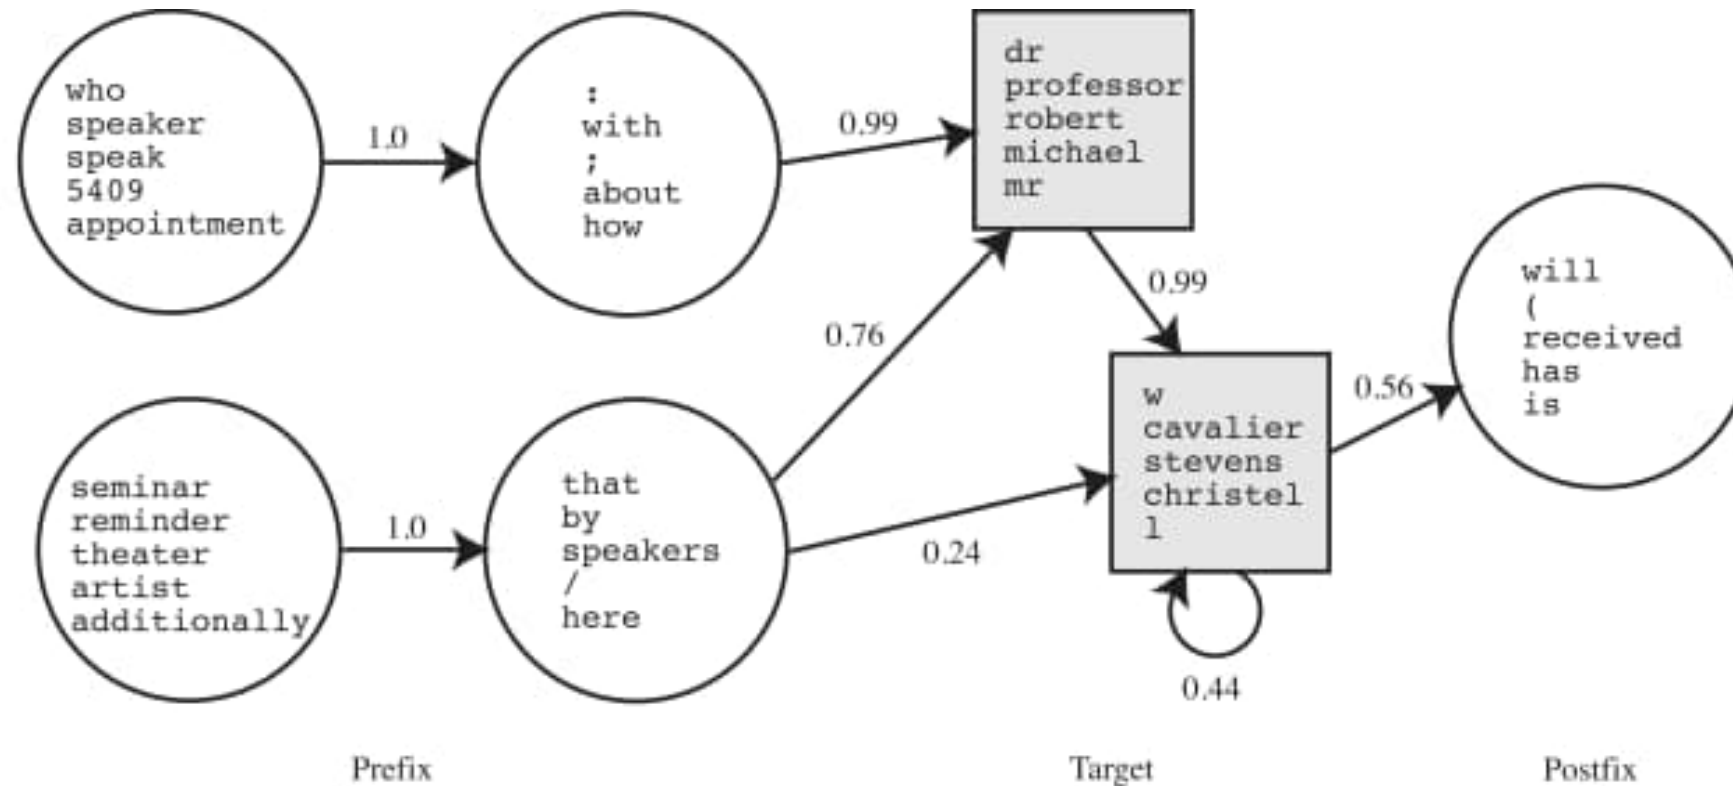 who
speaker
speak
5409
appointment
1.0
:
with
;
about
how
0.99
dr
professor
robert
michael
mr
0.76
0.99
seminar
reminder
theater
artist
additionally
1.0
that
by
speakers
/
here
0.24
w
cavalier
stevens
christel
l
0.44
0.56
will
(
received
has
is
Prefix
Target
Postfix